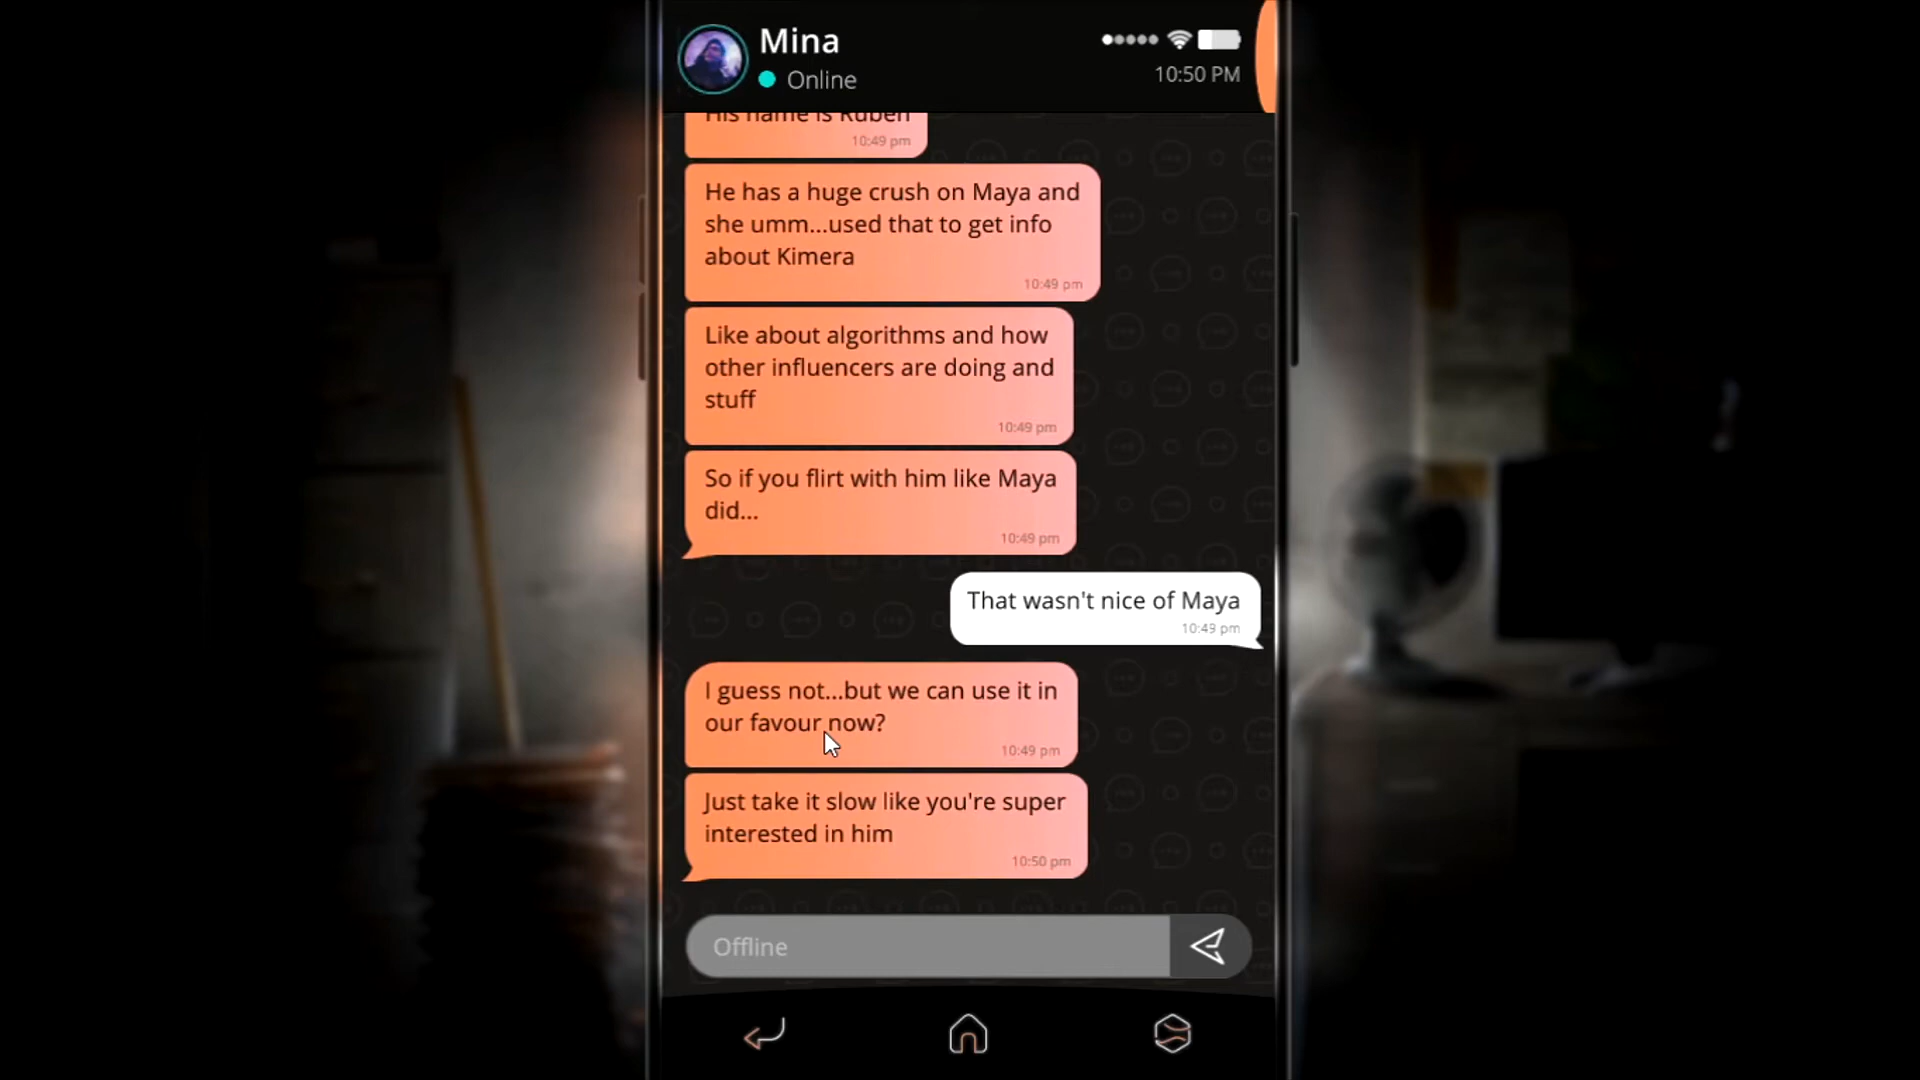 Mina
Online
10:50 PM
His name is Ruben
10:49 pm
He has a huge crush on Maya and
she umm...used that to get info
about Kimera
10:49 pm
Like about algorithms and how
other influencers are doing and
stuff
10:49 pm
So if you flirt with him like Maya
did...
10:49 pm
That wasn't nice of Maya
10:49 pm
I guess not...but we can use it in
our favour now?
10:49 pm
Just take it slow like you're super
interested in him
10:50 pm
Offline